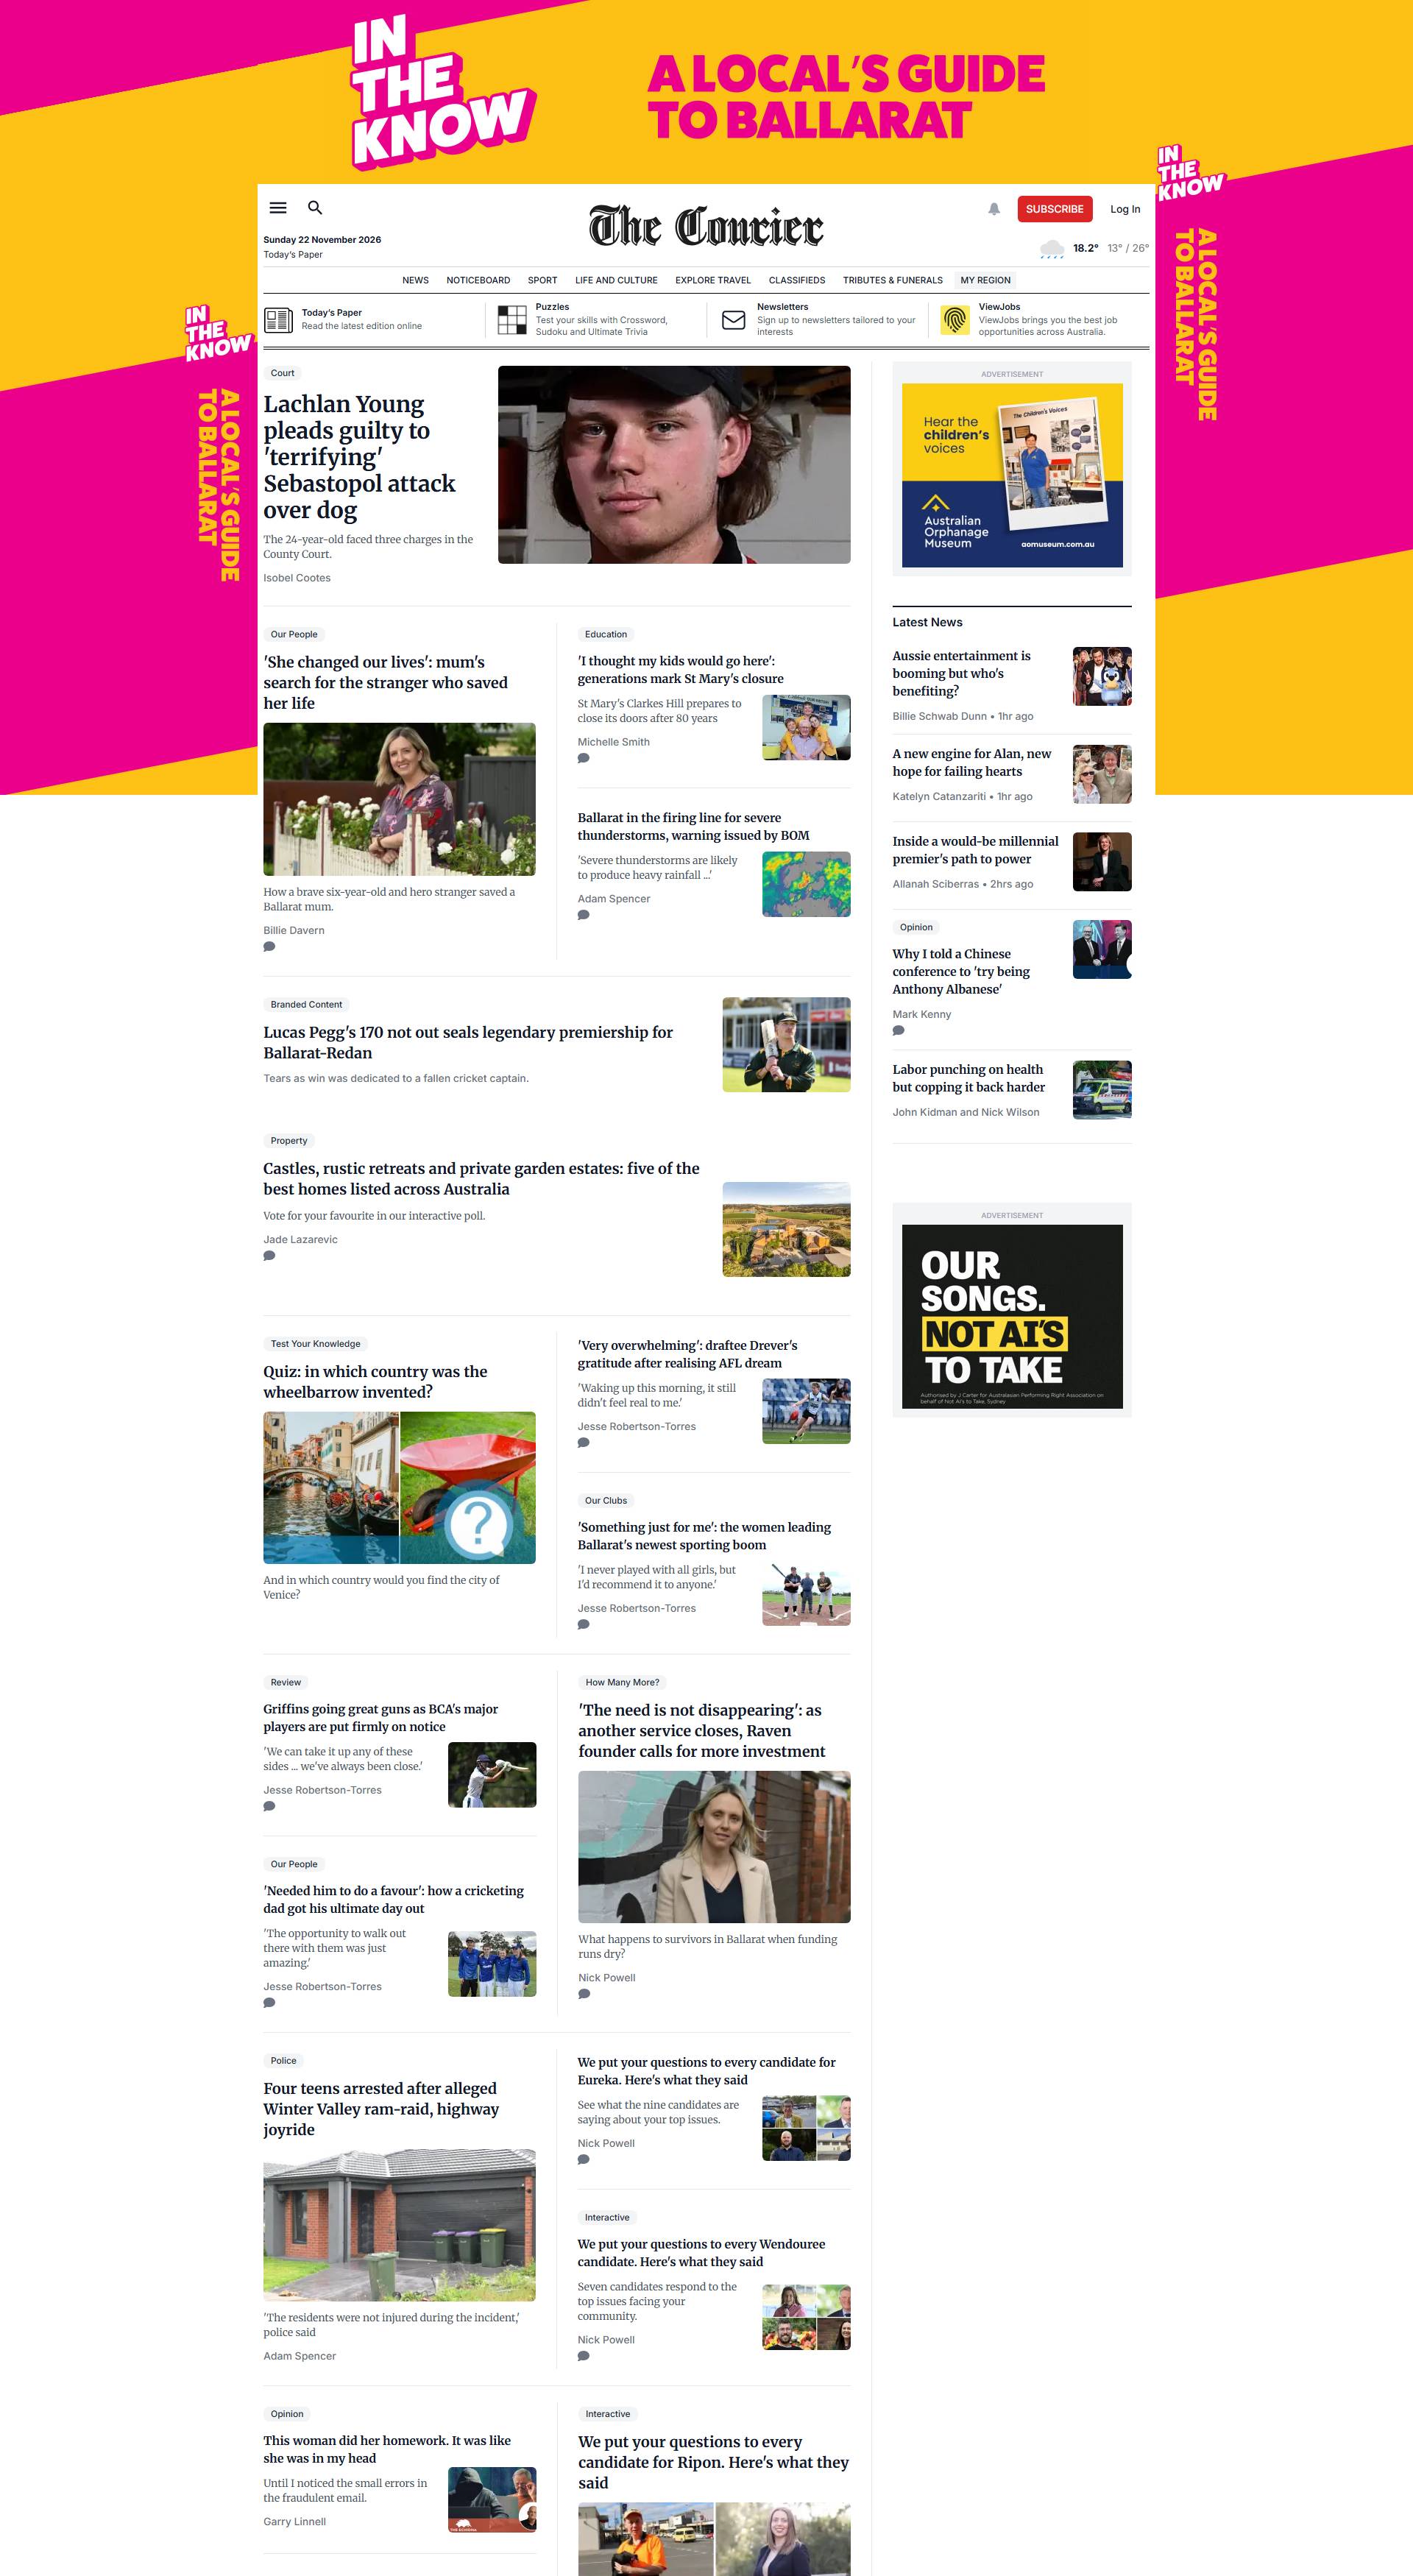 IN
THE
KNOW
A LOCAL'S GUIDE
TO BALLARAT
IN
THE
KNOW
A LOCAL'S GUIDE
TO BALLARAT
IN
THE
KNOW
A LOCAL'S GUIDE
TO BALLARAT
The Courier
SUBSCRIBE
Log In
Sunday 22 November 2026
Today's Paper
18.2° 13° / 26°
NEWS NOTICEBOARD SPORT LIFE AND CULTURE EXPLORE TRAVEL CLASSIFIEDS TRIBUTES & FUNERALS MY REGION
Today's Paper
Read the latest edition online
Puzzles
Test your skills with Crossword,
Sudoku and Ultimate Trivia
Newsletters
Sign up to newsletters tailored to your
interests
ViewJobs
ViewJobs brings you the best job
opportunities across Australia.
Court
Lachlan Young
pleads guilty to
'terrifying'
Sebastopol attack
over dog
The 24-year-old faced three charges in the
County Court.
Isobel Cootes
Our People
'She changed our lives': mum's
search for the stranger who saved
her life
How a brave six-year-old and hero stranger saved a
Ballarat mum.
Billie Davern
Education
'I thought my kids would go here':
generations mark St Mary's closure
St Mary's Clarkes Hill prepares to
close its doors after 80 years
Michelle Smith
Ballarat in the firing line for severe
thunderstorms, warning issued by BOM
'Severe thunderstorms are likely
to produce heavy rainfall ...'
Adam Spencer
Branded Content
Lucas Pegg's 170 not out seals legendary premiership for
Ballarat-Redan
Tears as win was dedicated to a fallen cricket captain.
Property
Castles, rustic retreats and private garden estates: five of the
best homes listed across Australia
Vote for your favourite in our interactive poll.
Jade Lazarevic
Test Your Knowledge
Quiz: in which country was the
wheelbarrow invented?
?
And in which country would you find the city of
Venice?
'Very overwhelming': draftee Drever's
gratitude after realising AFL dream
'Waking up this morning, it still
didn't feel real to me.'
Jesse Robertson-Torres
Our Clubs
'Something just for me': the women leading
Ballarat's newest sporting boom
'I never played with all girls, but
I'd recommend it to anyone.'
Jesse Robertson-Torres
Review
Griffins going great guns as BCA's major
players are put firmly on notice
'We can take it up any of these
sides ... we've always been close.'
Jesse Robertson-Torres
Our People
'Needed him to do a favour': how a cricketing
dad got his ultimate day out
'The opportunity to walk out
there with them was just
amazing.'
Jesse Robertson-Torres
How Many More?
'The need is not disappearing': as
another service closes, Raven
founder calls for more investment
What happens to survivors in Ballarat when funding
runs dry?
Nick Powell
Police
Four teens arrested after alleged
Winter Valley ram-raid, highway
joyride
'The residents were not injured during the incident,'
police said
Adam Spencer
We put your questions to every candidate for
Eureka. Here's what they said
See what the nine candidates are
saying about your top issues.
Nick Powell
Interactive
We put your questions to every Wendouree
candidate. Here's what they said
Seven candidates respond to the
top issues facing your
community.
Nick Powell
Opinion
This woman did her homework. It was like
she was in my head
Until I noticed the small errors in
the fraudulent email.
Garry Linnell
Interactive
We put your questions to every
candidate for Ripon. Here's what they
said
ADVERTISEMENT
Hear the
children's
voices
The Children's Voices
Australian
Orphanage
Museum
aomuseum.com.au
Latest News
Aussie entertainment is
booming but who's
benefiting?
Billie Schwab Dunn • 1hr ago
A new engine for Alan, new
hope for failing hearts
Katelyn Catanzariti • 1hr ago
Inside a would-be millennial
premier's path to power
Allanah Sciberras • 2hrs ago
Opinion
Why I told a Chinese
conference to 'try being
Anthony Albanese'
Mark Kenny
Labor punching on health
but copping it back harder
John Kidman and Nick Wilson
ADVERTISEMENT
OUR
SONGS.
NOT AI'S
TO TAKE
Authorised by J Carter for Australasian Performing Right Association on
behalf of Not AI's to Take, Sydney